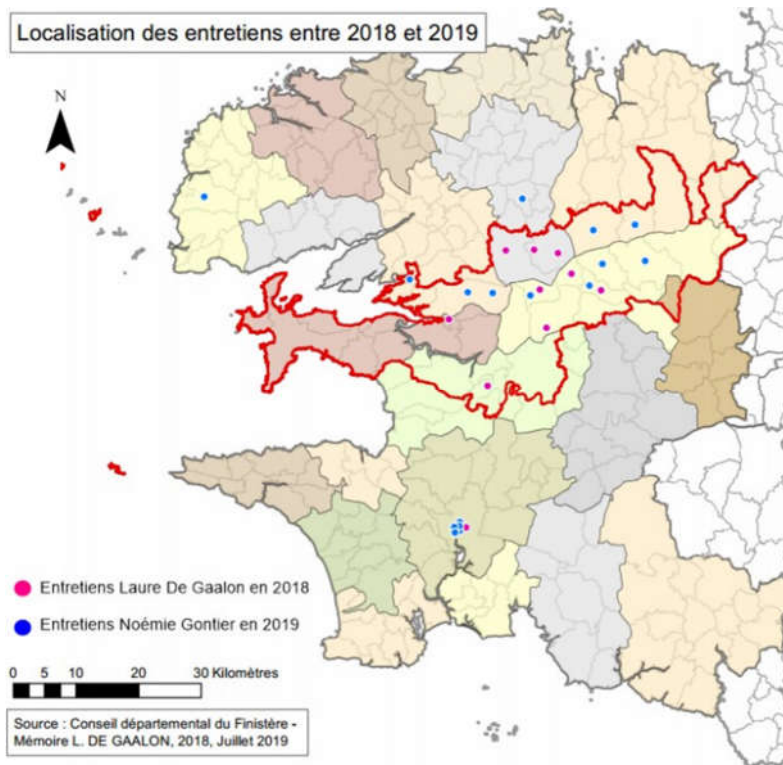 Localisation des entretiens entre 2018 et 2019
N
Entretiens Laure De Gaalon en 2018
Entretiens Noémie Gontier en 2019
0 5 10 20 30 Kilomètres
Source : Conseil départemental du Finistère -
Mémoire L. DE GAALON, 2018, Juillet 2019